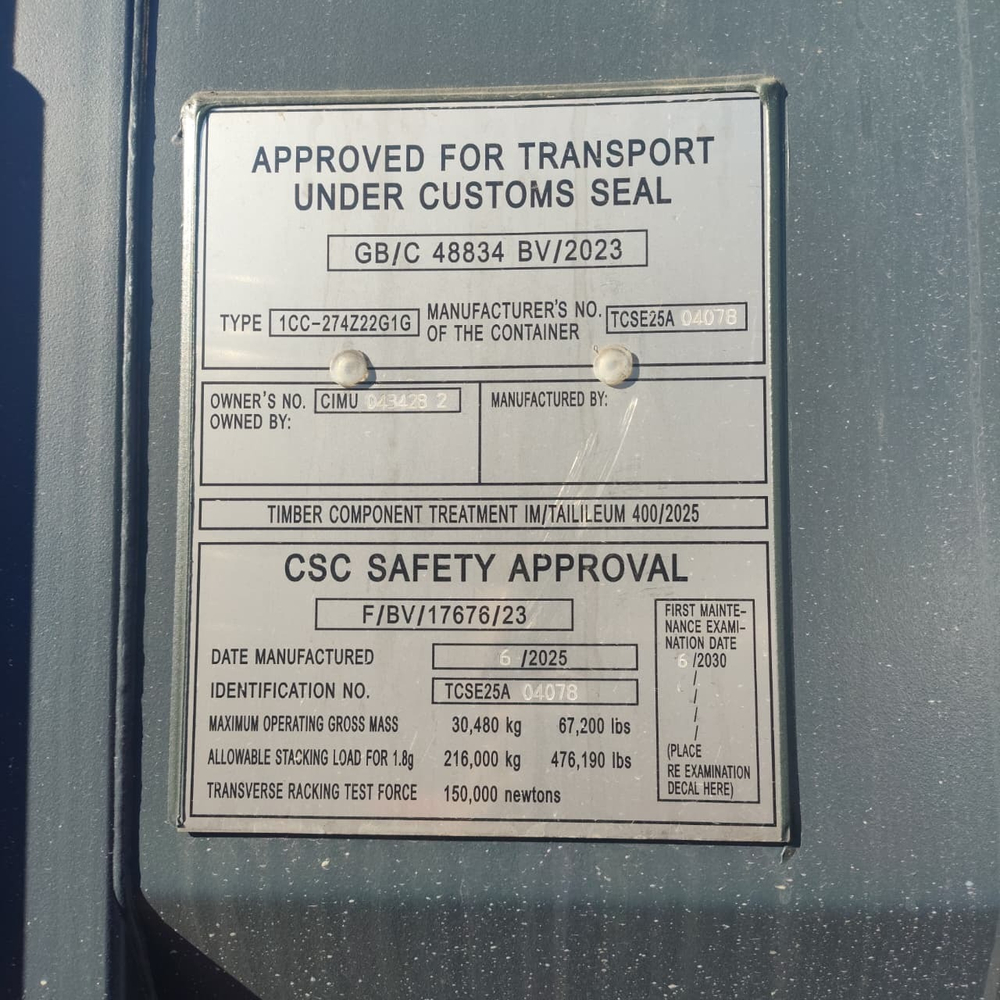 APPROVED FOR TRANSPORT
UNDER CUSTOMS SEAL
GB/C 48834 BV/2023
TYPE 1CC-274Z22G1G MANUFACTURER'S NO. OF THE CONTAINER TCSE25A 04078
OWNER'S NO. CIMU
OWNED BY:
MANUFACTURED BY:
TIMBER COMPONENT TREATMENT IM/TAILILEUM 400/2025
CSC SAFETY APPROVAL
F/BV/17676/23
DATE MANUFACTURED 6 /2025
IDENTIFICATION NO. TCSE25A 04078
MAXIMUM OPERATING GROSS MASS 30,480 kg 67,200 lbs
ALLOWABLE STACKING LOAD FOR 1.8g 216,000 kg 476,190 lbs
TRANSVERSE RACKING TEST FORCE 150,000 newtons
FIRST MAINTE-
NANCE EXAMI-
NATION DATE
6 /2030
/
/
/
/
(PLACE
RE EXAMINATION
DECAL HERE)